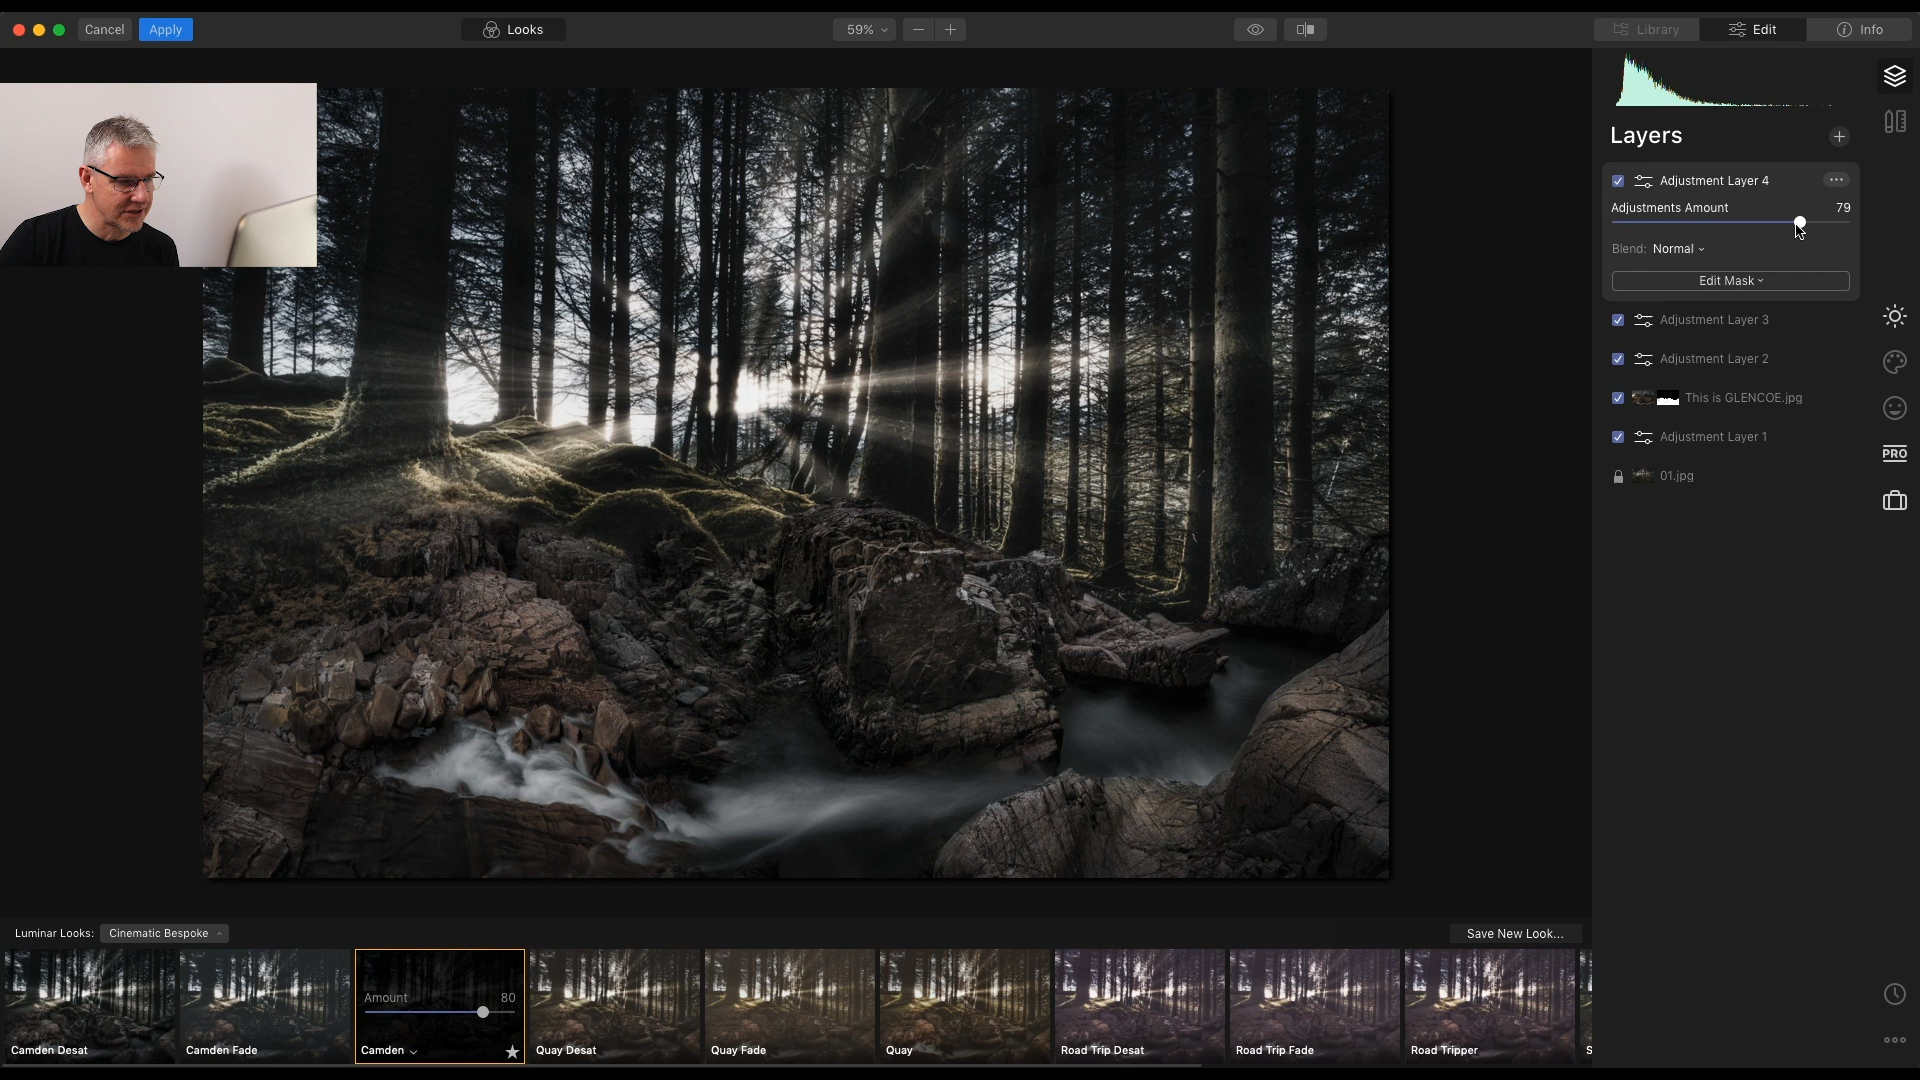 Cancel
Apply
Looks
59%
Library
Edit
Info
Layers
Adjustment Layer 4
Adjustments Amount 79
Blend: Normal
Edit Mask
Adjustment Layer 3
Adjustment Layer 2
This is GLENCOE.jpg
Adjustment Layer 1
01.jpg
PRO
Luminar Looks: Cinematic Bespoke
Save New Look...
Amount 80
Camden Desat
Camden Fade
Camden
Quay Desat
Quay Fade
Quay
Road Trip Desat
Road Trip Fade
Road Tripper
S